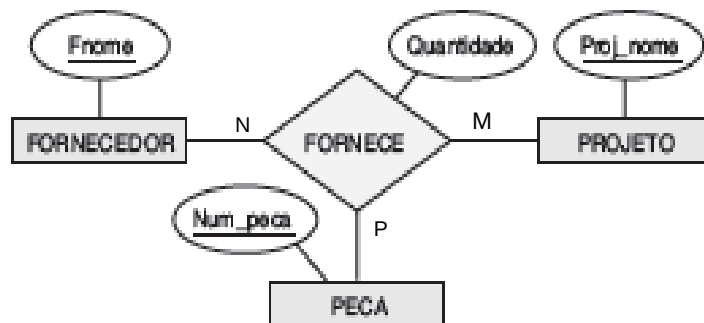 Fnome
Quantidade
Proj_nome
FORNECEDOR
N
FORNECE
M
PROJETO
Num_peca
P
PECA